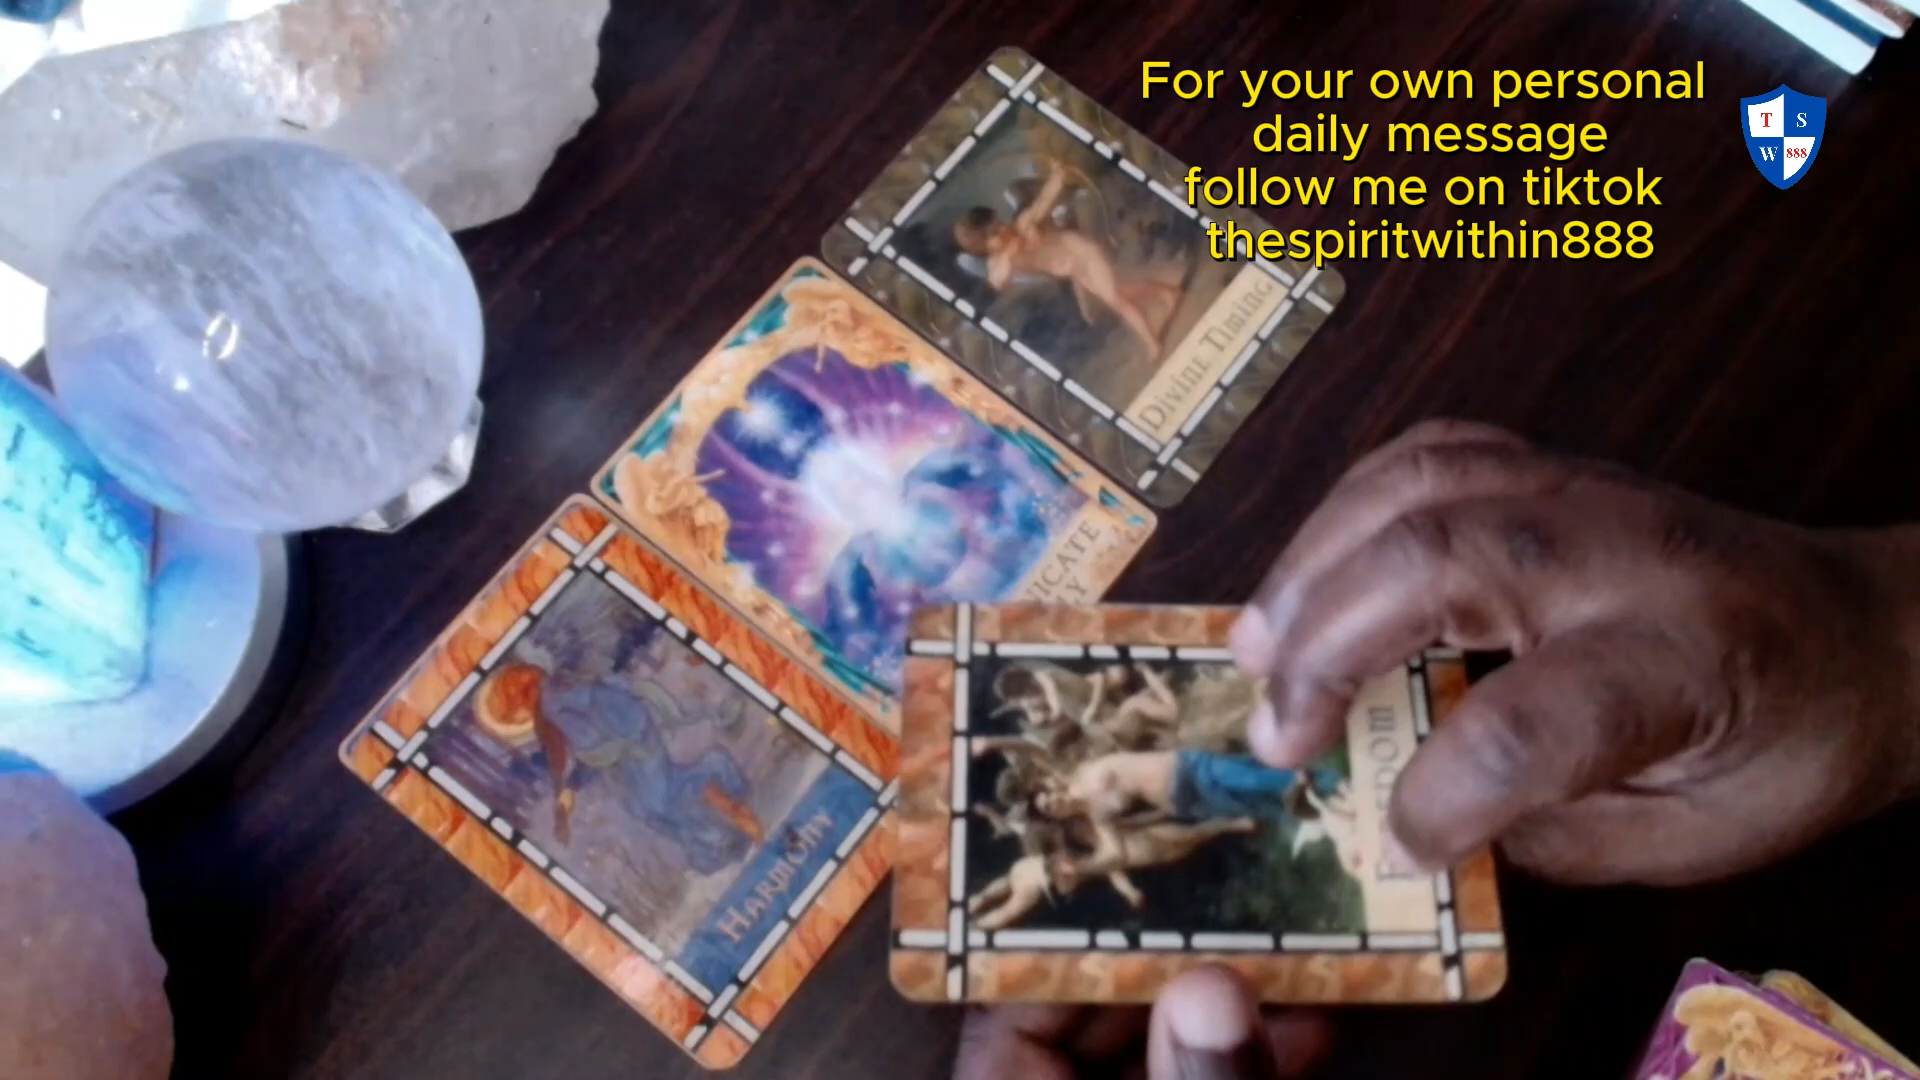 For your own personal
daily message
follow me on tiktok
thespiritwithin888
T S
W 888
Divine Timing
HARMONY